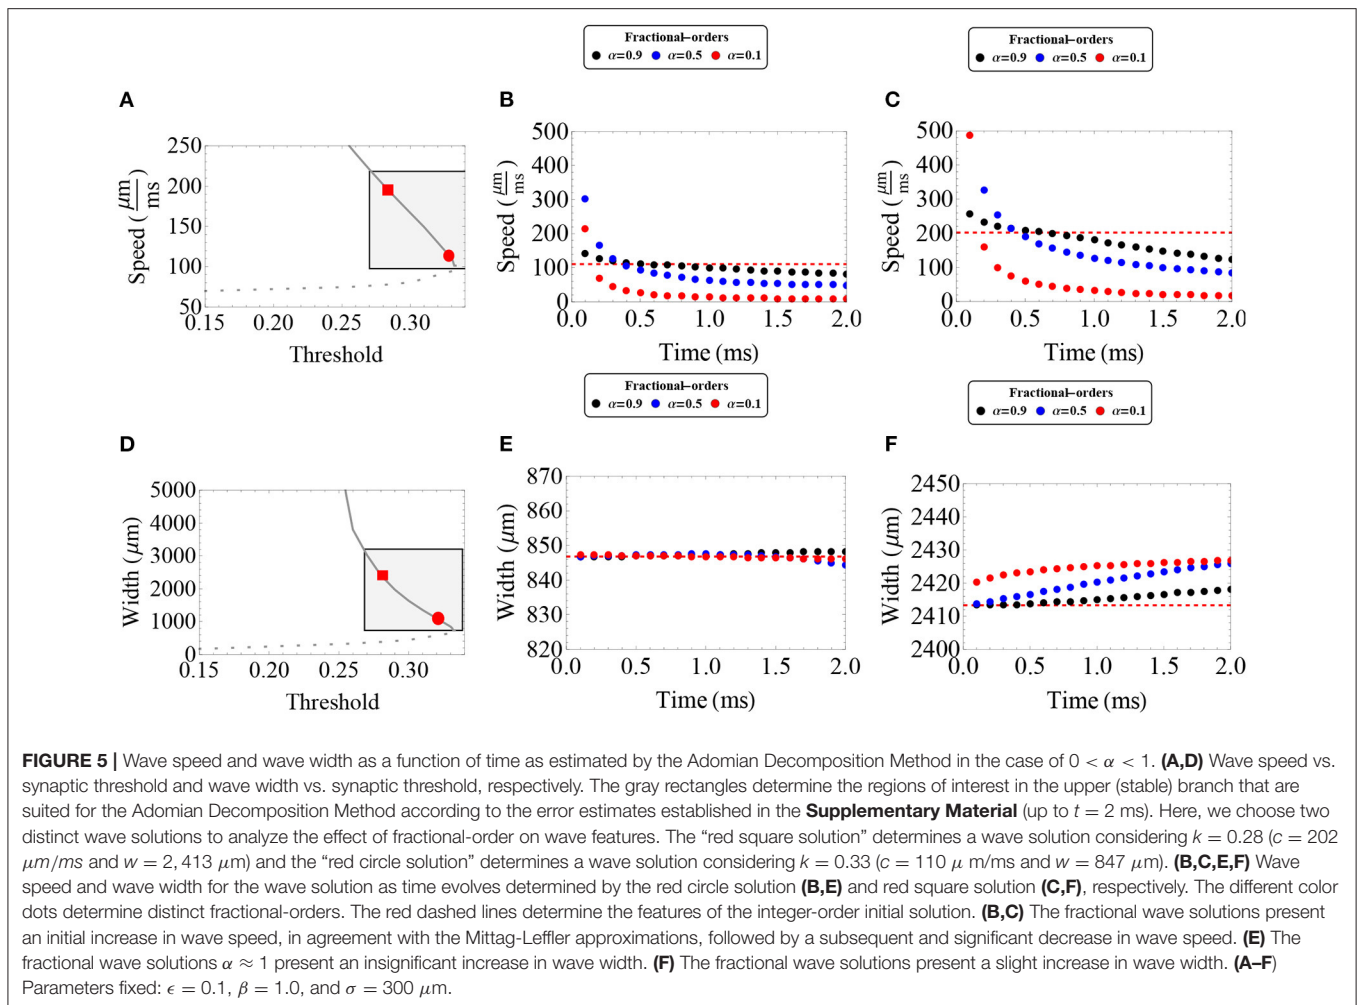 Fractional-orders
α=0.9 α=0.5 α=0.1
Fractional-orders
α=0.9 α=0.5 α=0.1
A
250
200
150
100
50
0.15 0.20 0.25 0.30
Speed (μm/ms)
Threshold
B
500
400
300
200
100
0
0.0 0.5 1.0 1.5 2.0
Speed (μm/ms)
Time (ms)
C
500
400
300
200
100
0
0.0 0.5 1.0 1.5 2.0
Speed (μm/ms)
Time (ms)
Fractional-orders
α=0.9 α=0.5 α=0.1
Fractional-orders
α=0.9 α=0.5 α=0.1
D
5000
4000
3000
2000
1000
0
0.15 0.20 0.25 0.30
Width (μm)
Threshold
E
870
860
850
840
830
820
0.0 0.5 1.0 1.5 2.0
Width (μm)
Time (ms)
F
2450
2440
2430
2420
2410
2400
0.0 0.5 1.0 1.5 2.0
Width (μm)
Time (ms)
FIGURE 5 | Wave speed and wave width as a function of time as estimated by the Adomian Decomposition Method in the case of 0 < α < 1. (A,D) Wave speed vs.
synaptic threshold and wave width vs. synaptic threshold, respectively. The gray rectangles determine the regions of interest in the upper (stable) branch that are
suited for the Adomian Decomposition Method according to the error estimates established in the Supplementary Material (up to t = 2 ms). Here, we choose two
distinct wave solutions to analyze the effect of fractional-order on wave features. The “red square solution” determines a wave solution considering k = 0.28 (c = 202
μm/ms and w = 2, 413 μm) and the “red circle solution” determines a wave solution considering k = 0.33 (c = 110 μ m/ms and w = 847 μm). (B,C,E,F) Wave
speed and wave width for the wave solution as time evolves determined by the red circle solution (B,E) and red square solution (C,F), respectively. The different color
dots determine distinct fractional-orders. The red dashed lines determine the features of the integer-order initial solution. (B,C) The fractional wave solutions present
an initial increase in wave speed, in agreement with the Mittag-Leffler approximations, followed by a subsequent and significant decrease in wave speed. (E) The
fractional wave solutions α ≈ 1 present an insignificant increase in wave width. (F) The fractional wave solutions present a slight increase in wave width. (A–F)
Parameters fixed: ϵ = 0.1, β = 1.0, and σ = 300 μm.